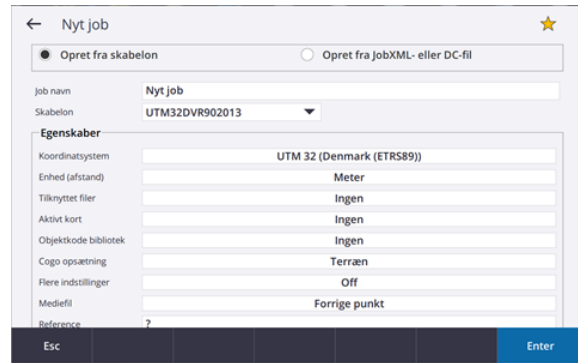 Nyt job
Opret fra skabelon
Opret fra JobXML- eller DC-fil
Job navn Nyt job
Skabelon UTM32DVR902013
Egenskaber
Koordinatsystem UTM 32 (Denmark (ETRS89))
Enhed (afstand) Meter
Tilknyttet filer Ingen
Aktivt kort Ingen
Objektkode bibliotek Ingen
Cogo opsætning Terræn
Flere indstillinger Off
Mediefil Forrige punkt
Reference ?
Esc Enter